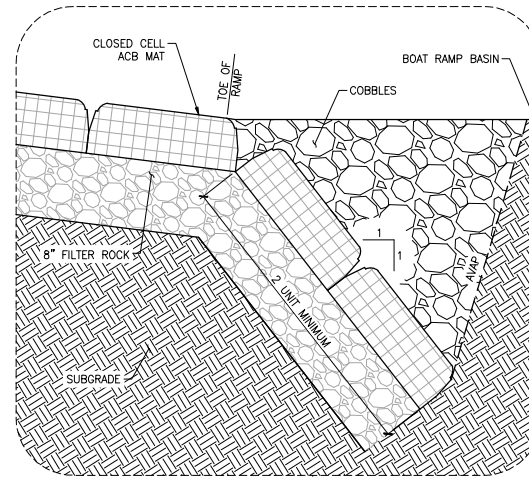 CLOSED CELL
ACB MAT
TOE OF
RAMP
BOAT RAMP BASIN
COBBLES
1
1
8" FILTER ROCK
2 UNIT MINIMUM
AVAP
SUBGRADE